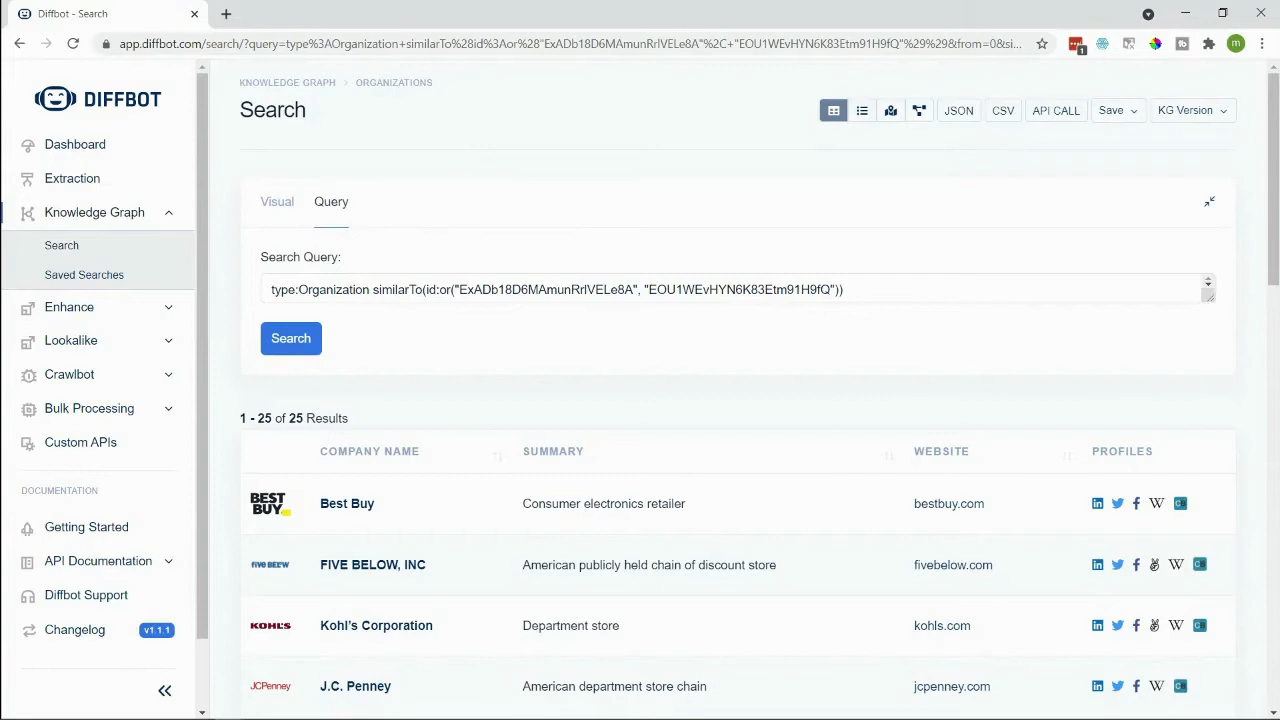 Diffbot - Search
app.diffbot.com/search/?query=type%3AOrganization+similarTo%28id%3Aor%28"ExADb18D6MAmunRrlVELe8A"%2C+"EOU1WEvHYN6K83Etm91H9fQ"%29%29&from=0&si...
1
m
DIFFBOT
Dashboard
Extraction
Knowledge Graph
Search
Saved Searches
Enhance
Lookalike
Crawlbot
Bulk Processing
Custom APIs
DOCUMENTATION
Getting Started
API Documentation
Diffbot Support
Changelog v1.1.1
KNOWLEDGE GRAPH > ORGANIZATIONS
Search
JSON CSV API CALL Save KG Version
Visual Query
Search Query:
type:Organization similarTo(id:or("ExADb18D6MAmunRrlVELe8A", "EOU1WEvHYN6K83Etm91H9fQ"))
Search
1 - 25 of 25 Results
COMPANY NAME SUMMARY WEBSITE PROFILES
BEST BUY Best Buy Consumer electronics retailer bestbuy.com
five BELOW FIVE BELOW, INC American publicly held chain of discount store fivebelow.com
KOHL'S Kohl's Corporation Department store kohls.com
JCPenney J.C. Penney American department store chain jcpenney.com